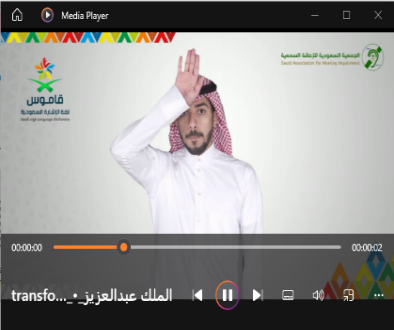 Media Player
الجمعية السعودية للإعاقة السمعية
Saudi Association for Hearing Impairment
قاموس
لغة الإشارة السعودية
Saudi sign Language Dictionary
00:00:00
00:00:02
transfo..._•_الملك عبدالعزيز